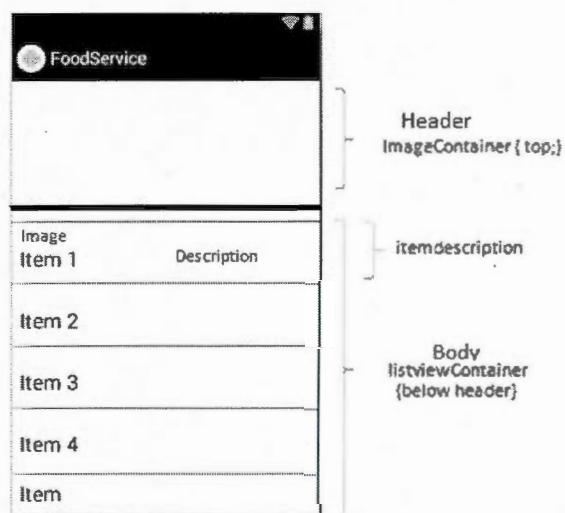 FoodService
Header
ImageContainer { top;}
Image
Item 1
Description
itemdescription
Item 2
Item 3
Item 4
Item
Body
listviewContainer
{below header}